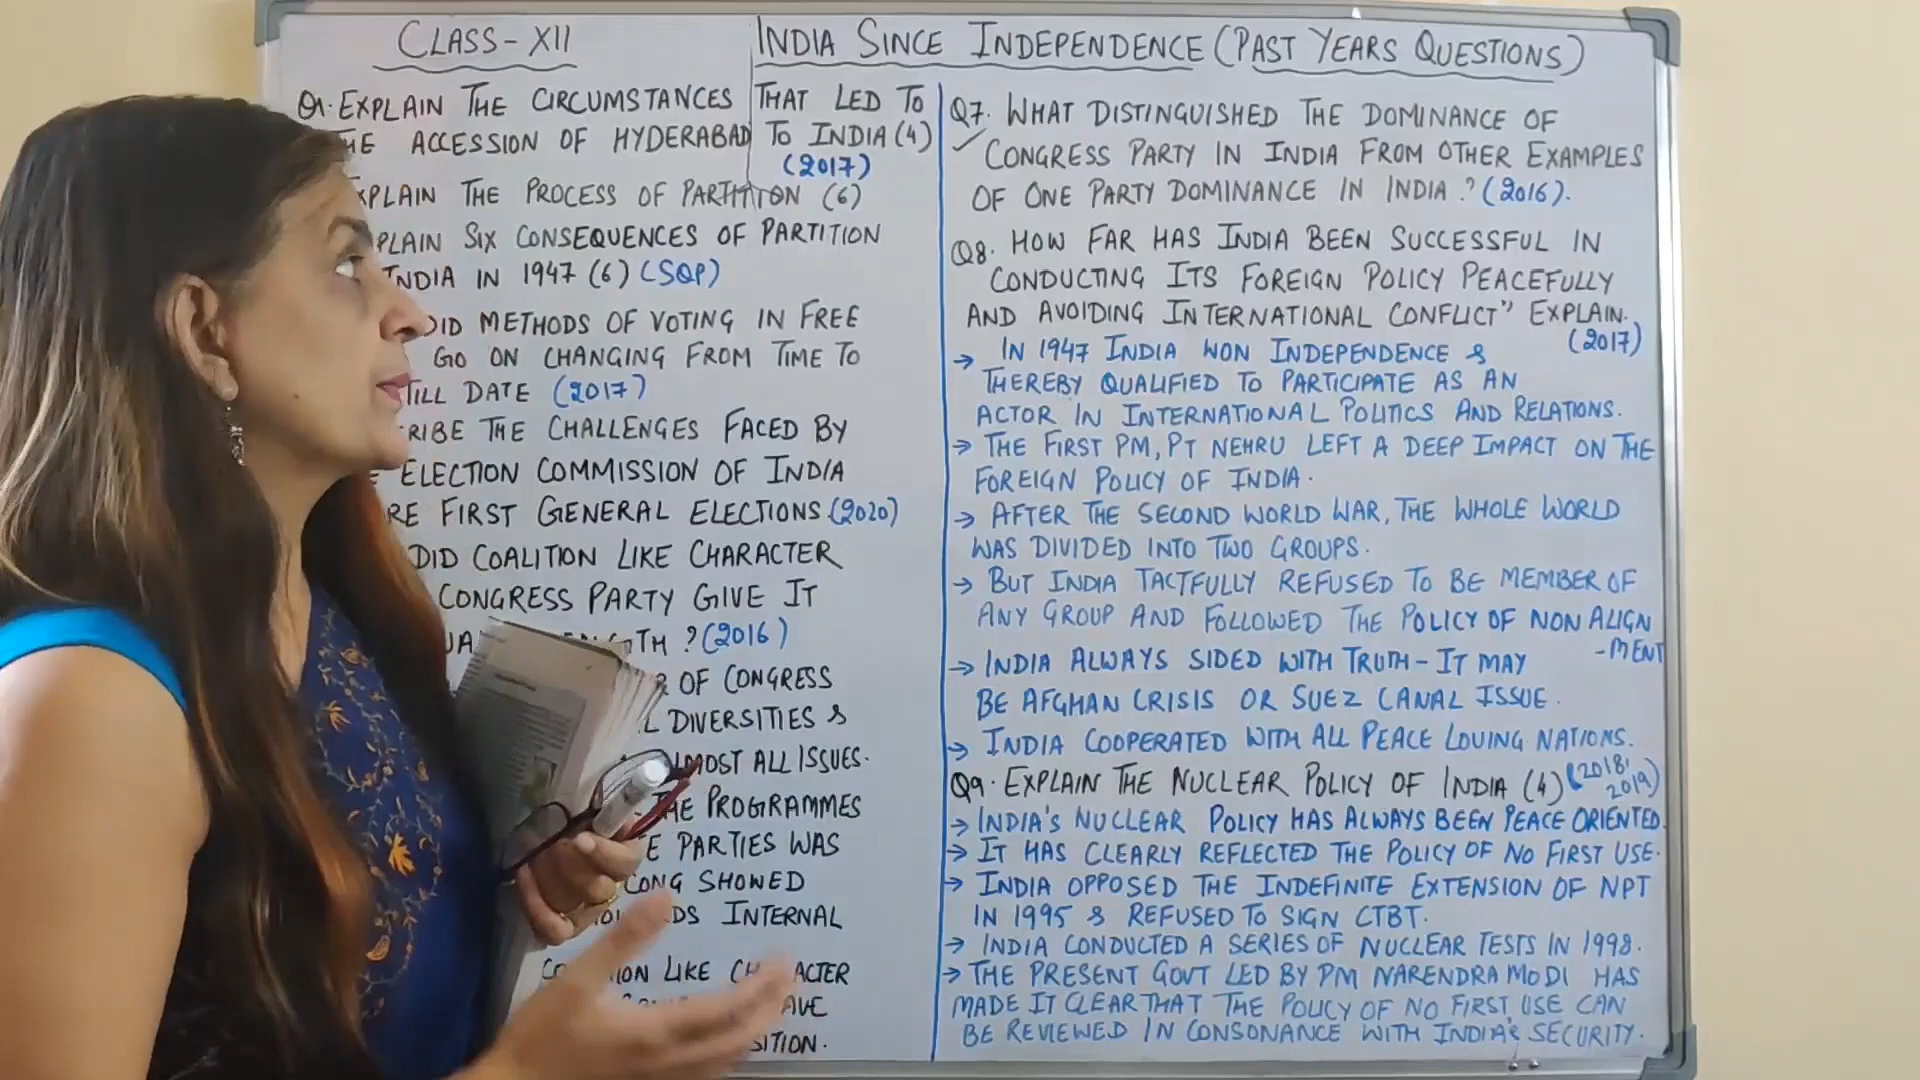 CLASS-XII
INDIA SINCE INDEPENDENCE (PAST YEARS QUESTIONS)
Q1. EXPLAIN THE CIRCUMSTANCES THAT LED TO
ACCESSION OF HYDERABAD TO INDIA (4)
(2017)
THE PROCESS OF PARTITION (6)
SIX CONSEQUENCES OF PARTITION
IN 1947 (6) (SQP)
DID METHODS OF VOTING IN FREE
GO ON CHANGING FROM TIME TO
TILL DATE (2017)
THE CHALLENGES FACED BY
ELECTION COMMISSION OF INDIA
FIRST GENERAL ELECTIONS (2020)
DID COALITION LIKE CHARACTER
CONGRESS PARTY GIVE IT
? (2016)
OF CONGRESS
DIVERSITIES &
ALL ISSUES.
PROGRAMMES
PARTIES WAS
CONG SHOWED
INTERNAL
LIKE
Q7. WHAT DISTINGUISHED THE DOMINANCE OF
CONGRESS PARTY IN INDIA FROM OTHER EXAMPLES
OF ONE PARTY DOMINANCE IN INDIA? (2016).
Q8. HOW FAR HAS INDIA BEEN SUCCESSFUL IN
CONDUCTING ITS FOREIGN POLICY PEACEFULLY
AND AVOIDING INTERNATIONAL CONFLICT" EXPLAIN.
(2017)
→ IN 1947 INDIA WON INDEPENDENCE &
THEREBY QUALIFIED TO PARTICIPATE AS AN
ACTOR IN INTERNATIONAL POLITICS AND RELATIONS.
→ THE FIRST PM, PT NEHRU LEFT A DEEP IMPACT ON THE
FOREIGN POLICY OF INDIA.
→ AFTER THE SECOND WORLD WAR, THE WHOLE WORLD
WAS DIVIDED INTO TWO GROUPS.
→ BUT INDIA TACTFULLY REFUSED TO BE MEMBER OF
ANY GROUP AND FOLLOWED THE POLICY OF NON ALIGN
-MENT
→ INDIA ALWAYS SIDED WITH TRUTH - IT MAY
BE AFGHAN CRISIS OR SUEZ CANAL ISSUE.
→ INDIA COOPERATED WITH ALL PEACE LOVING NATIONS.
Q9. EXPLAIN THE NUCLEAR POLICY OF INDIA (4) (2018,
2019)
→ INDIA'S NUCLEAR POLICY HAS ALWAYS BEEN PEACE ORIENTED.
→ IT HAS CLEARLY REFLECTED THE POLICY OF NO FIRST USE.
→ INDIA OPPOSED THE INDEFINITE EXTENSION OF NPT
IN 1995 & REFUSED TO SIGN CTBT.
→ INDIA CONDUCTED A SERIES OF NUCLEAR TESTS IN 1998.
→ THE PRESENT GOVT LED BY PM NARENDRA MODI HAS
MADE IT CLEAR THAT THE POLICY OF NO FIRST USE CAN
BE REVIEWED IN CONSONANCE WITH INDIA'S SECURITY.